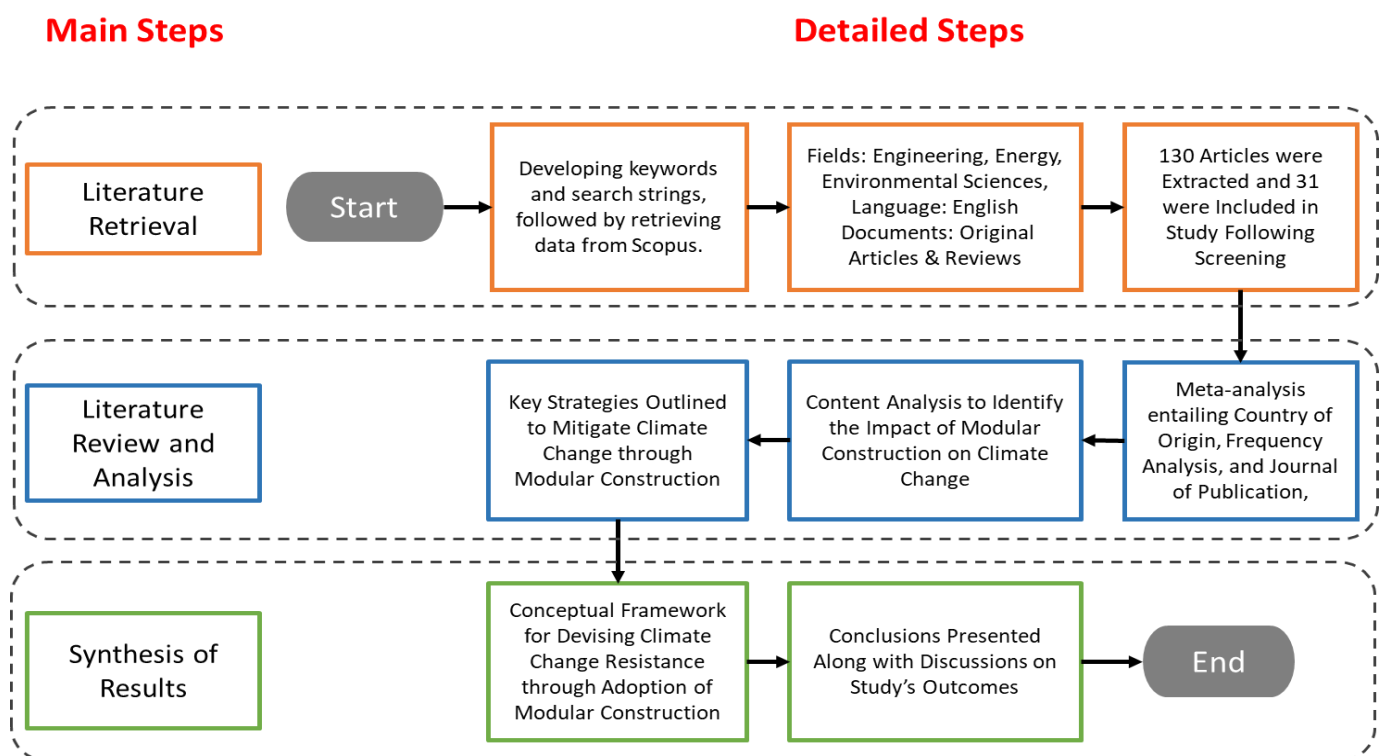 Main Steps
Detailed Steps
Literature
Retrieval
Start
Developing keywords
and search strings,
followed by retrieving
data from Scopus.
Fields: Engineering, Energy,
Environmental Sciences,
Language: English
Documents: Original
Articles & Reviews
130 Articles were
Extracted and 31
were Included in
Study Following
Screening
Literature
Review and
Analysis
Key Strategies Outlined
to Mitigate Climate
Change through
Modular Construction
Content Analysis to Identify
the Impact of Modular
Construction on Climate
Change
Meta-analysis
entailing Country of
Origin, Frequency
Analysis, and Journal
of Publication,
Synthesis of
Results
Conceptual Framework
for Devising Climate
Change Resistance
through Adoption of
Modular Construction
Conclusions Presented
Along with Discussions on
Study’s Outcomes
End